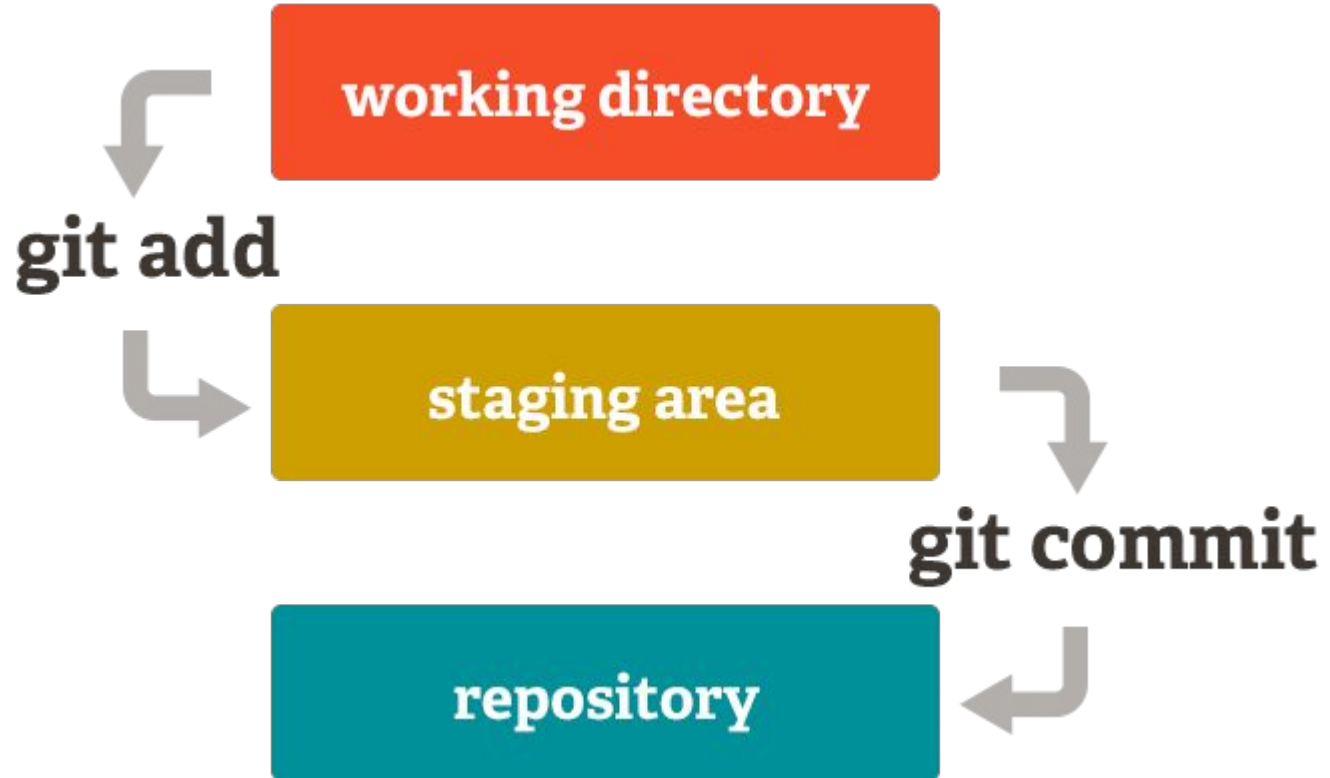 working directory
git add
staging area
git commit
repository